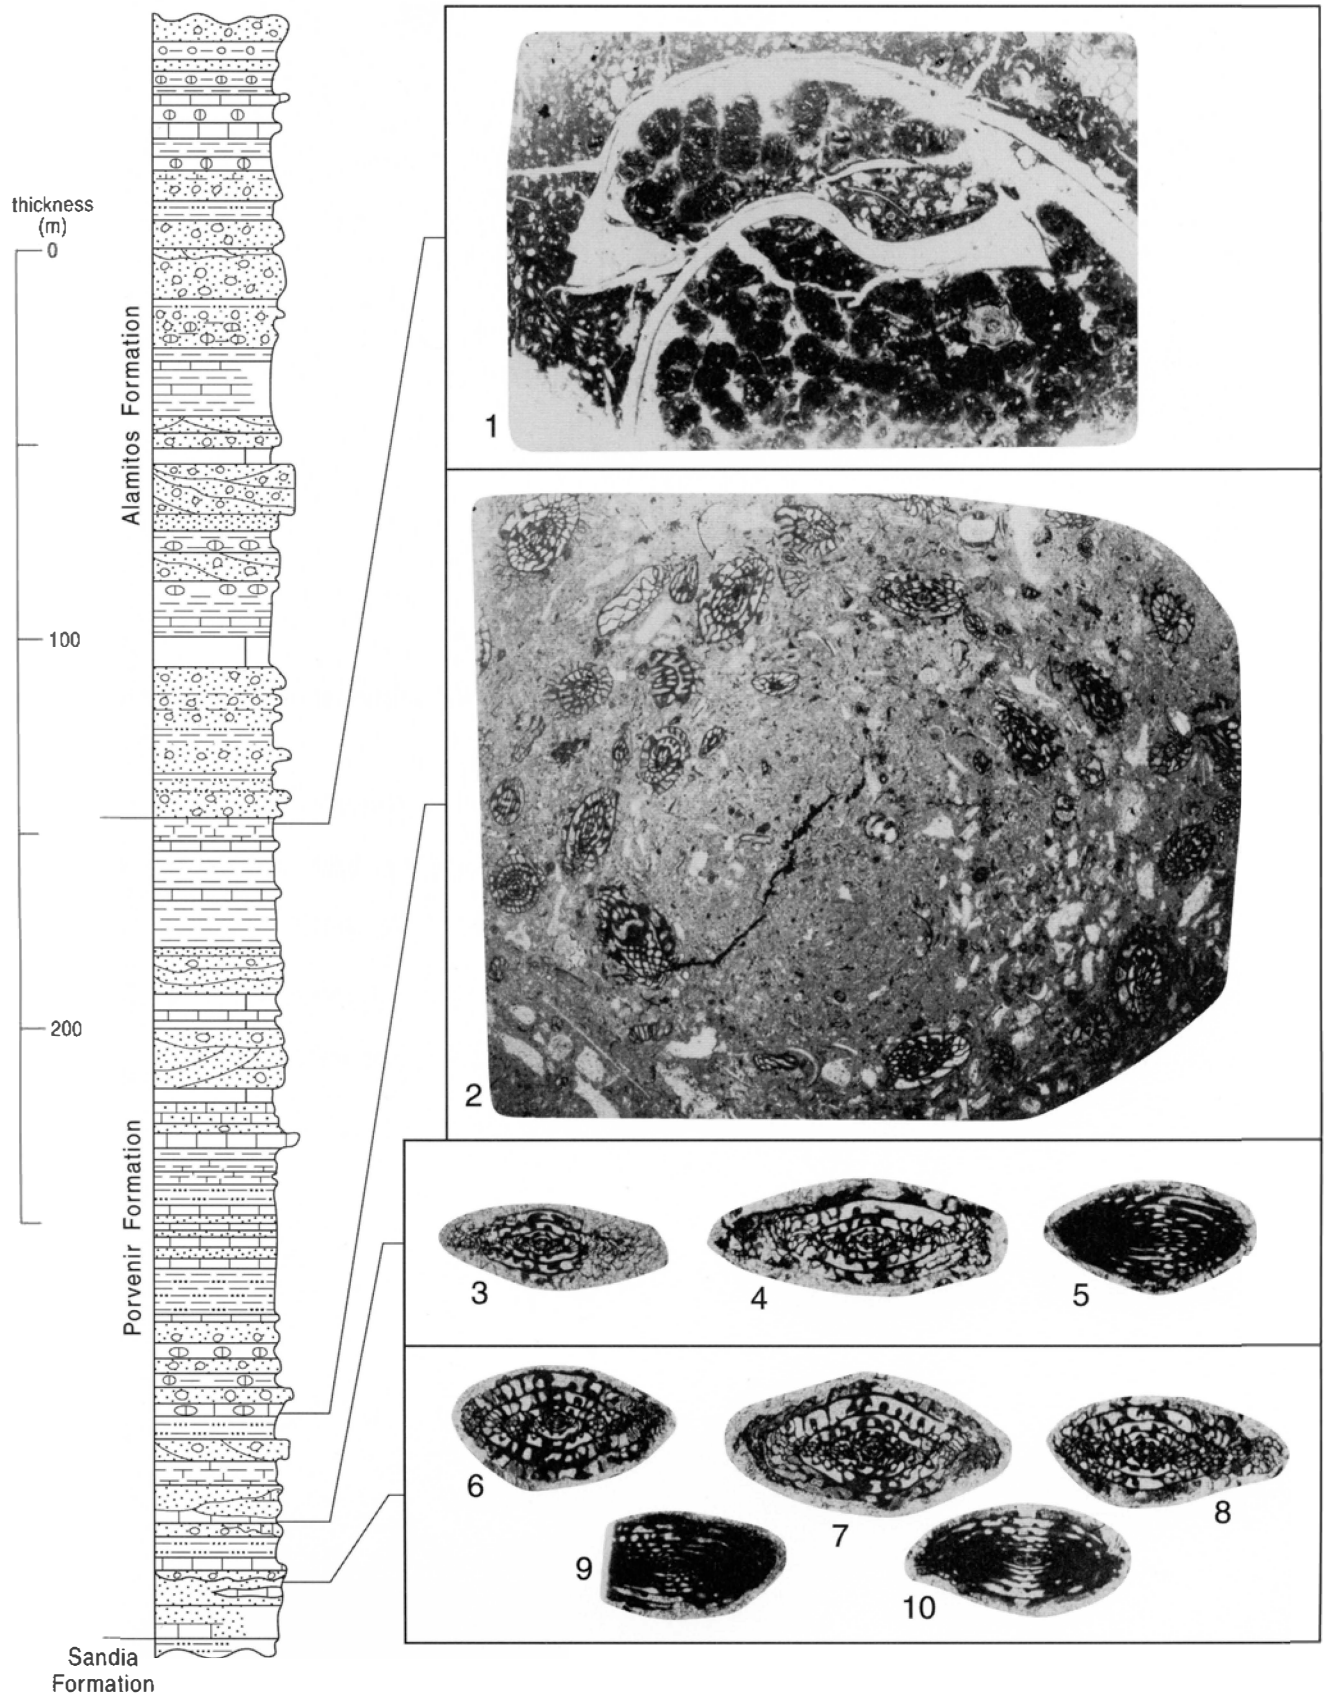 thickness
(m)
0
100
200
Alamitos Formation
Porvenir Formation
Sandia
Formation
1
2
3
4
5
6
7
8
9
10